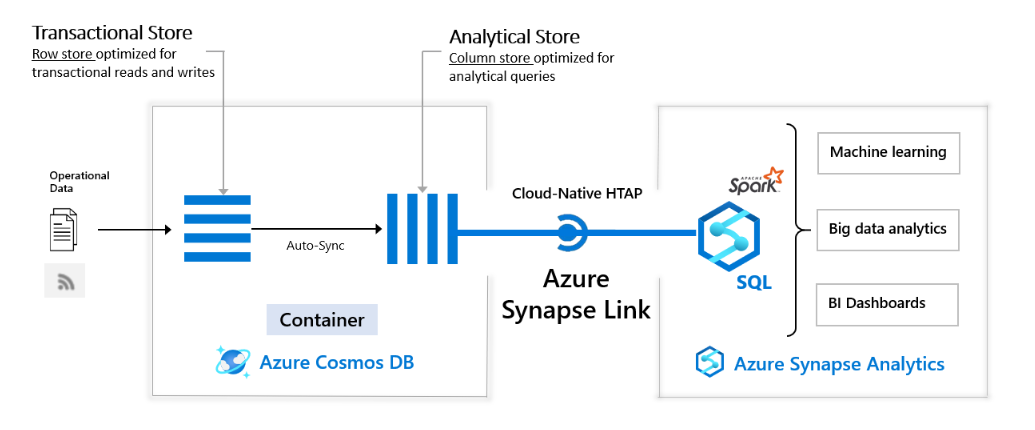 Transactional Store
Row store optimized for
transactional reads and writes
Analytical Store
Column store optimized for
analytical queries
Operational
Data
Auto-Sync
Container
Azure Cosmos DB
Cloud-Native HTAP
Azure
Synapse Link
APACHE
Spark
SQL
Machine learning
Big data analytics
BI Dashboards
Azure Synapse Analytics